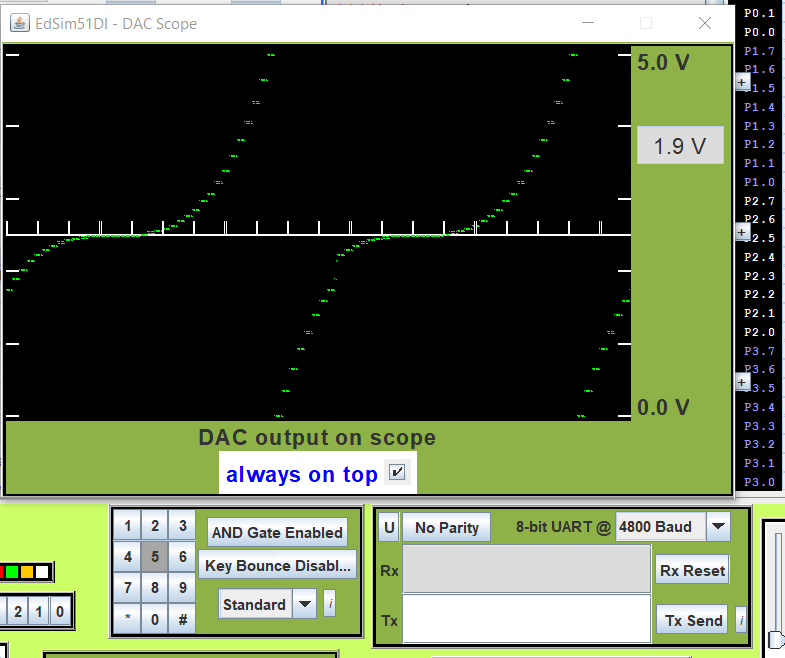 EdSim51DI - DAC Scope
5.0 V
1.9 V
0.0 V
DAC output on scope
always on top
P0.1
P0.0
P1.7
P1.6
+
P1.5
P1.4
P1.3
P1.2
P1.1
P1.0
P2.7
P2.6
+
P2.5
P2.4
P2.3
P2.2
P2.1
P2.0
P3.7
P3.6
+
P3.5
P3.4
P3.3
P3.2
P3.1
P3.0
2 1 0
1 2 3
4 5 6
7 8 9
* 0 #
AND Gate Enabled
Key Bounce Disabl...
Standard
i
U No Parity 8-bit UART @ 4800 Baud
Rx Rx Reset
Tx Tx Send i